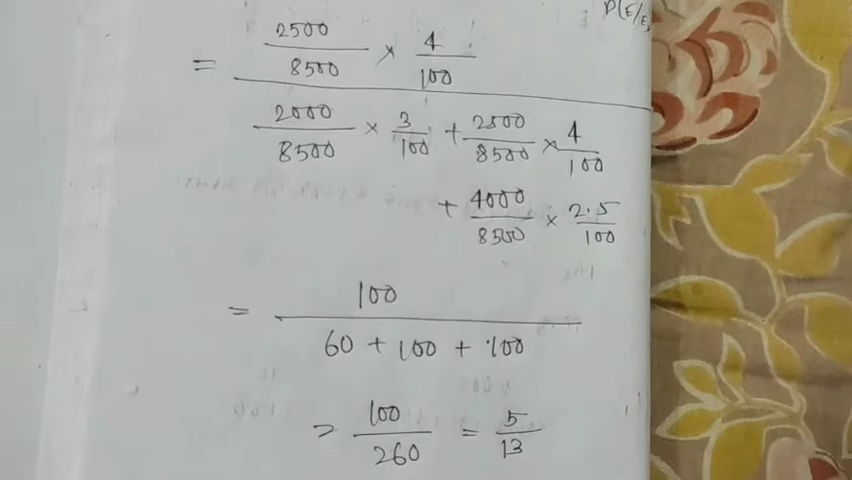 P(E/E
= 2500/8500 × 4/100
2000/8500 × 3/100 + 2500/8500 × 4/100
+ 4000/8500 × 2.5/100
= 100
60 + 100 + 100
= 100/260 = 5/13